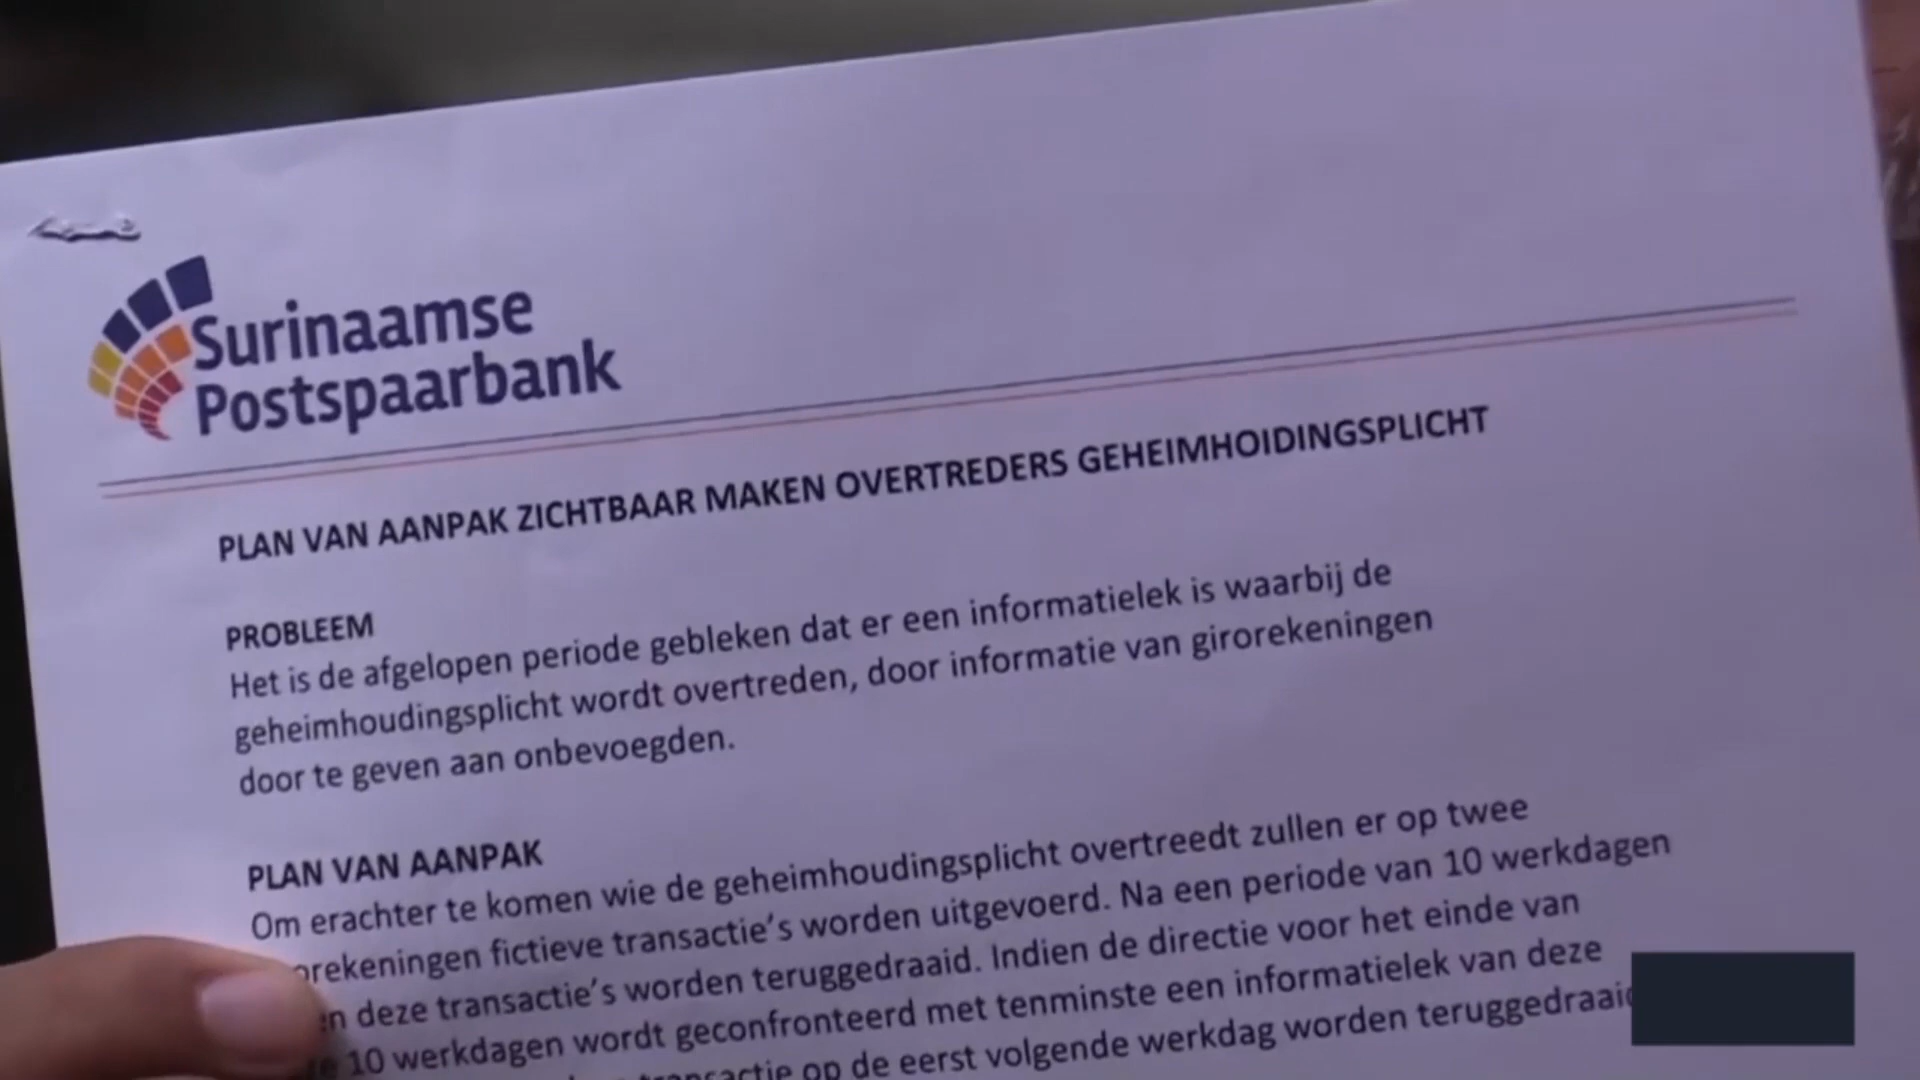 Surinaamse
Postspaarbank
PLAN VAN AANPAK ZICHTBAAR MAKEN OVERTREDERS GEHEIMHOIDINGSPLICHT
PROBLEEM
Het is de afgelopen periode gebleken dat er een informatielek is waarbij de
geheimhoudingsplicht wordt overtreden, door informatie van girorekeningen
door te geven aan onbevoegden.
PLAN VAN AANPAK
Om erachter te komen wie de geheimhoudingsplicht overtreedt zullen er op twee
orekeningen fictieve transactie's worden uitgevoerd. Na een periode van 10 werkdagen
en deze transactie's worden teruggedraaid. Indien de directie voor het einde van
10 werkdagen wordt geconfronteerd met tenminste een informatielek van deze
op de eerst volgende werkdag worden teruggedraaid